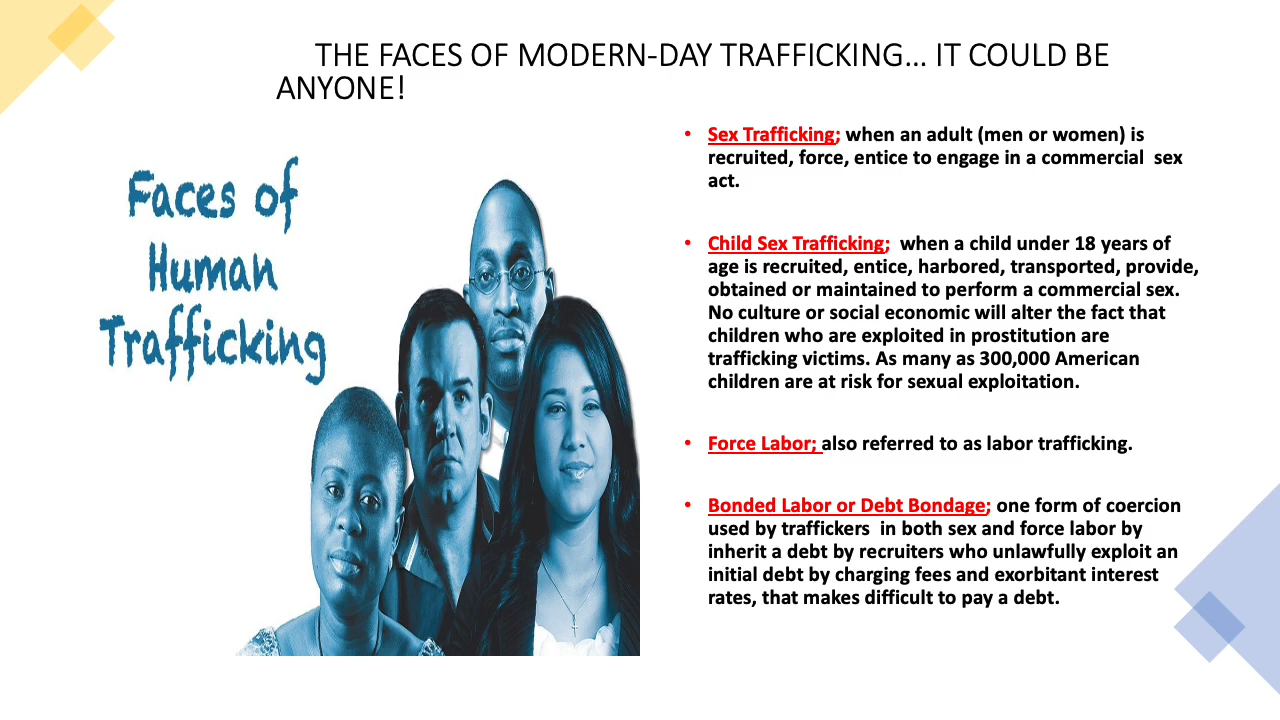 THE FACES OF MODERN-DAY TRAFFICKING... IT COULD BE
ANYONE!
Faces of
Human
Trafficking
• Sex Trafficking; when an adult (men or women) is
recruited, force, entice to engage in a commercial  sex
act.
• Child Sex Trafficking;  when a child under 18 years of
age is recruited, entice, harbored, transported, provide,
obtained or maintained to perform a commercial sex.
No culture or social economic will alter the fact that
children who are exploited in prostitution are
trafficking victims. As many as 300,000 American
children are at risk for sexual exploitation.
• Force Labor; also referred to as labor trafficking.
• Bonded Labor or Debt Bondage; one form of coercion
used by traffickers  in both sex and force labor by
inherit a debt by recruiters who unlawfully exploit an
initial debt by charging fees and exorbitant interest
rates, that makes difficult to pay a debt.